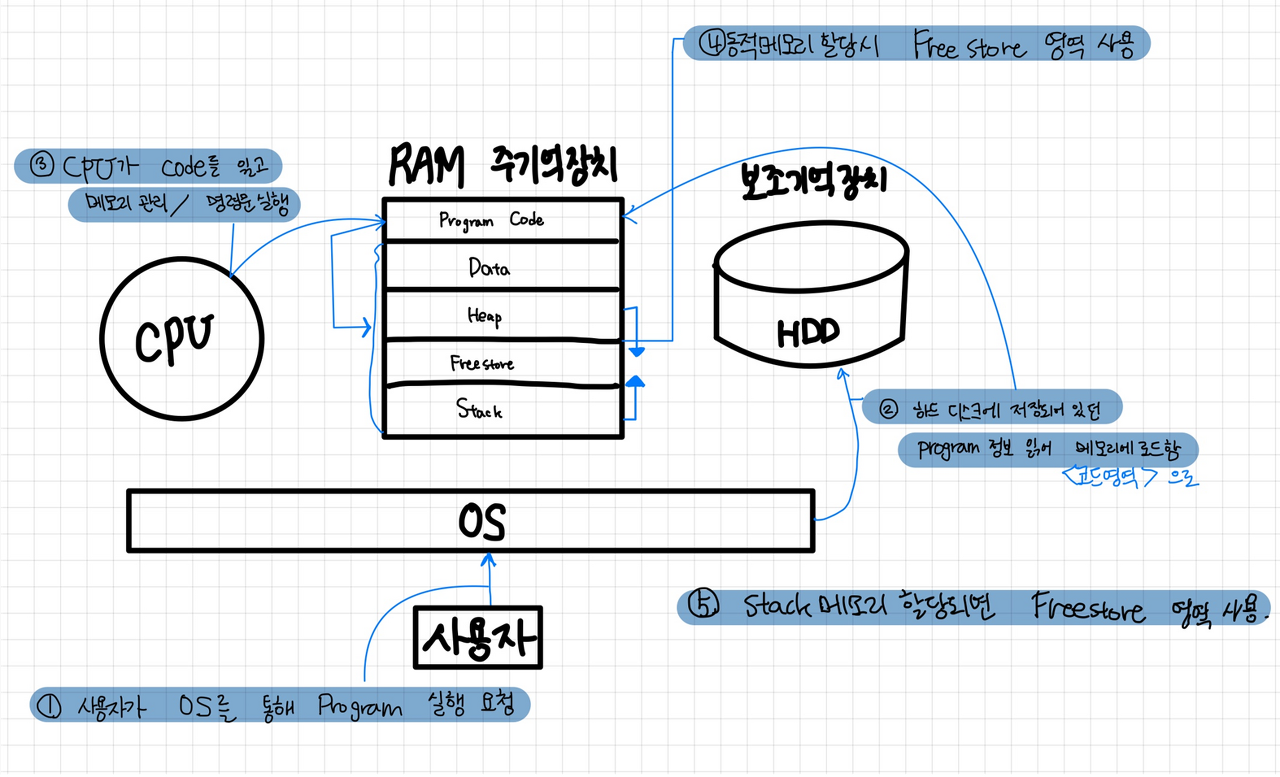 ④동적메모리 할당시 Free store 영역 사용
③ CPU가 Code를 읽고
메모리 관리 / 명령문 실행
RAM 주기억장치
보조기억장치
Program Code
Data
Heap
Freestore
Stack
CPU
HDD
② 하드 디스크에 저장되어 있던
program 정보 읽어 메모리에 로드함
<코드영역> 으로
OS
사용자
⑤ Stack 메모리 할당되면 Freestore 영역 사용.
① 사용자가 OS를 통해 Program 실행 요청